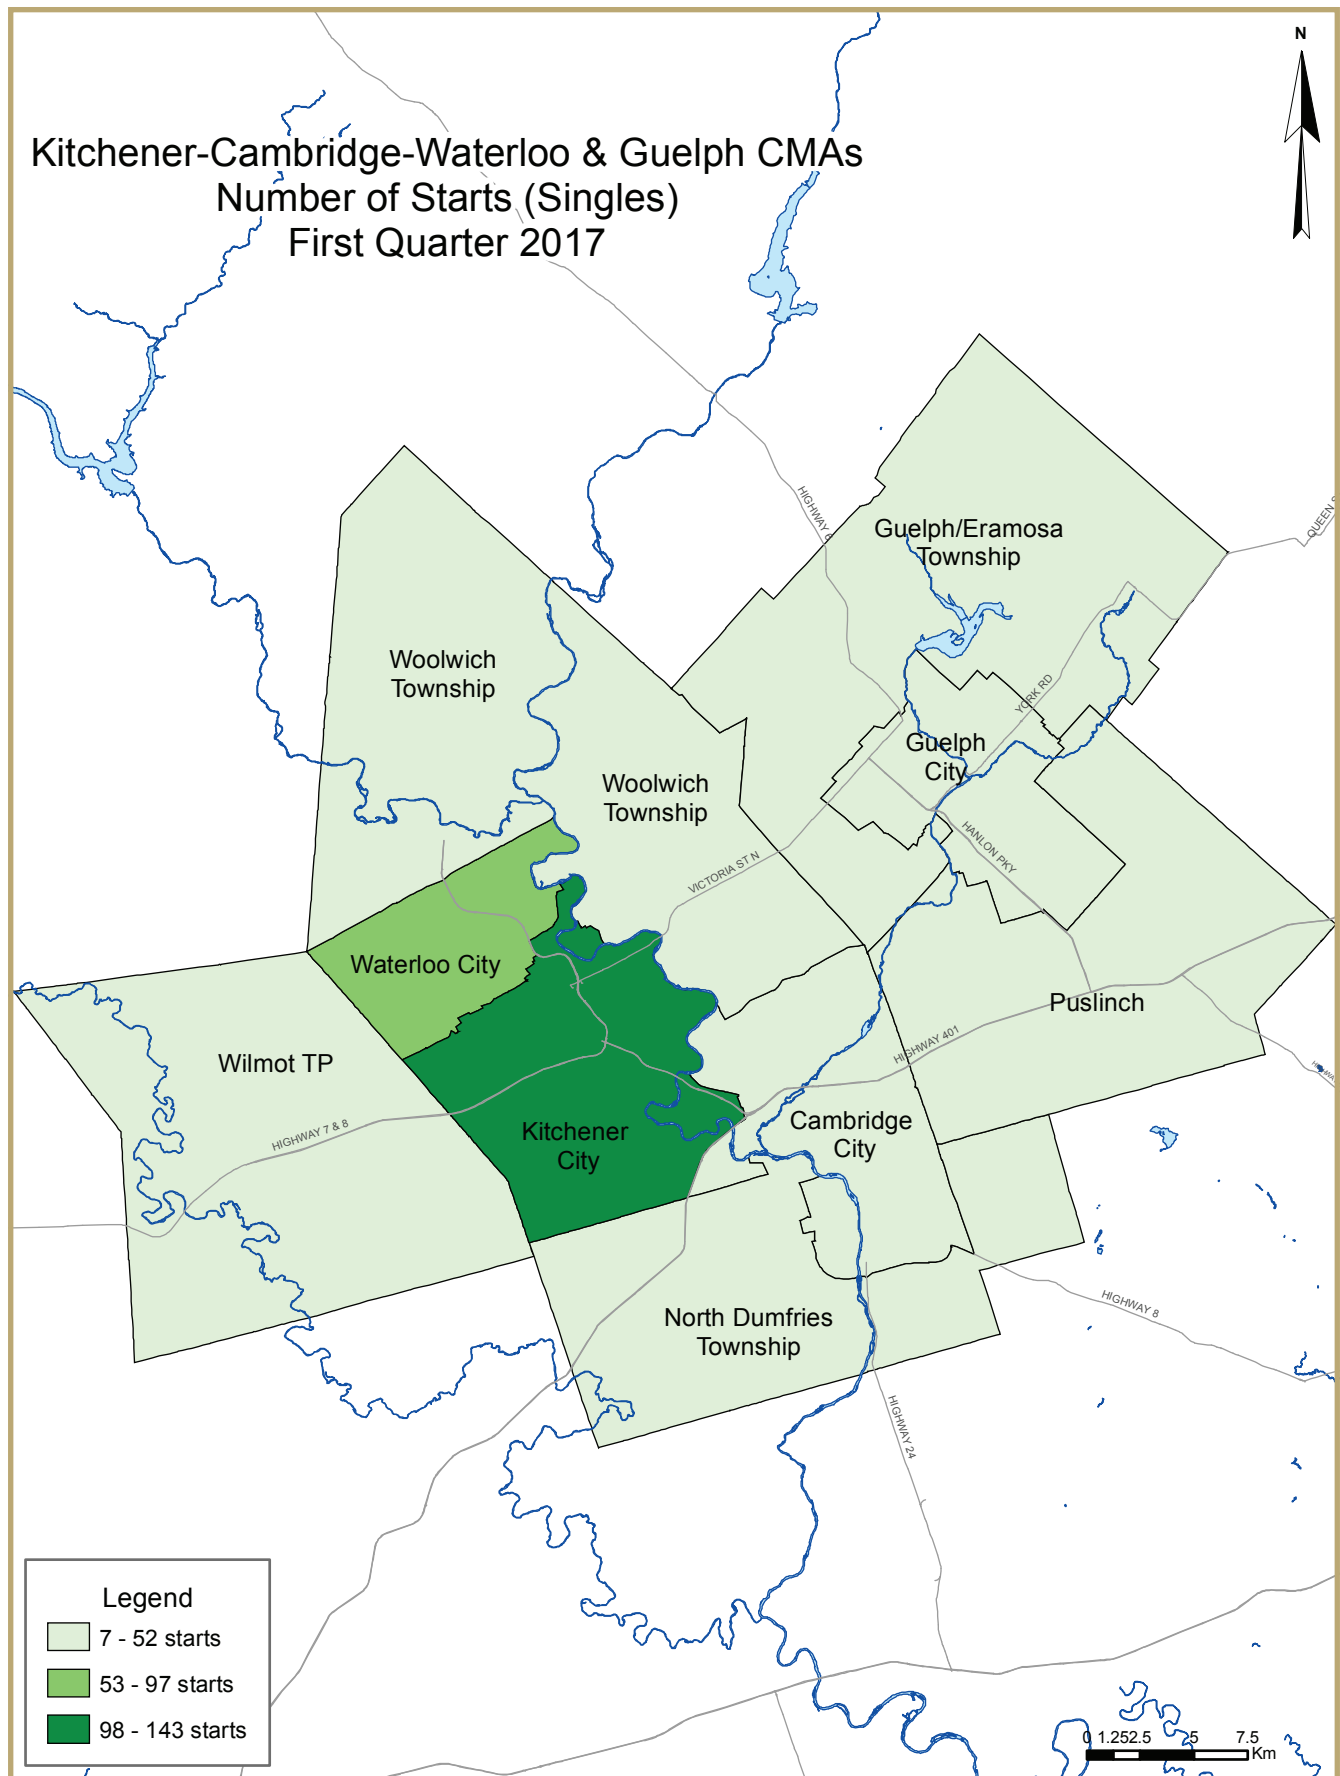 N
Kitchener-Cambridge-Waterloo & Guelph CMAs
Number of Starts (Singles)
First Quarter 2017
HIGHWAY 6
QUEEN
Guelph/Eramosa
Township
Woolwich
Township
YORK RD
Guelph
City
Woolwich
Township
HANLON PKY
VICTORIA ST N
Waterloo City
Puslinch
HIGHWAY 401
Wilmot TP
Cambridge
City
HIGHWAY 7 & 8
Kitchener
City
HIGHWAY 8
North Dumfries
Township
HIGHWAY 24
Legend
7 - 52 starts
53 - 97 starts
98 - 143 starts
0 1.252.5 5 7.5
Km